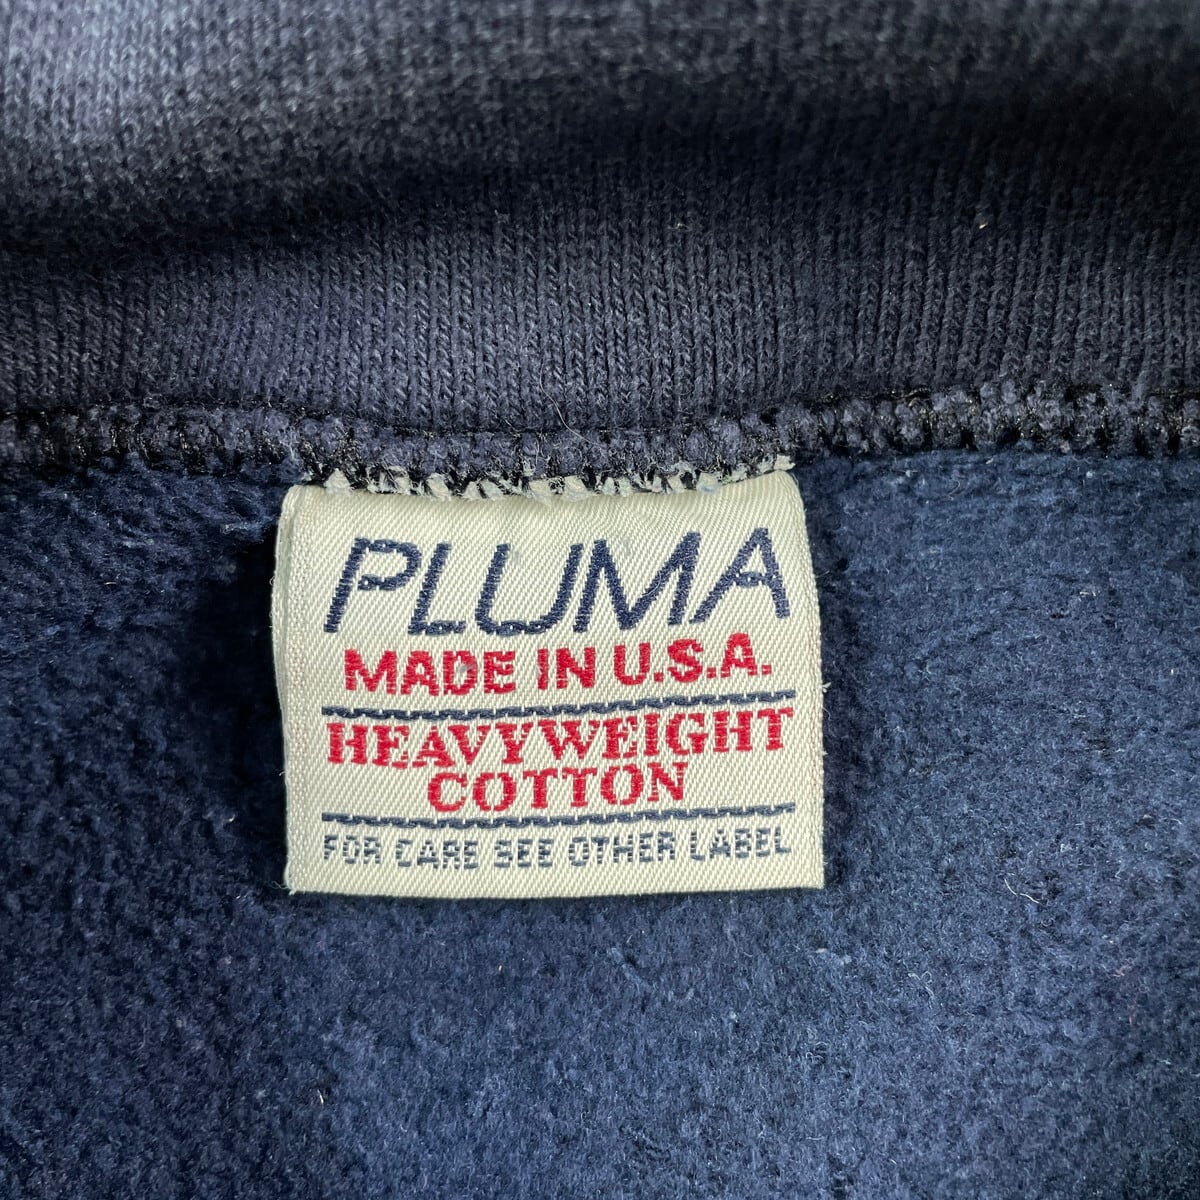 PLUMA
MADE IN U.S.A.
HEAVYWEIGHT
COTTON
FOR CARE SEE OTHER LABEL